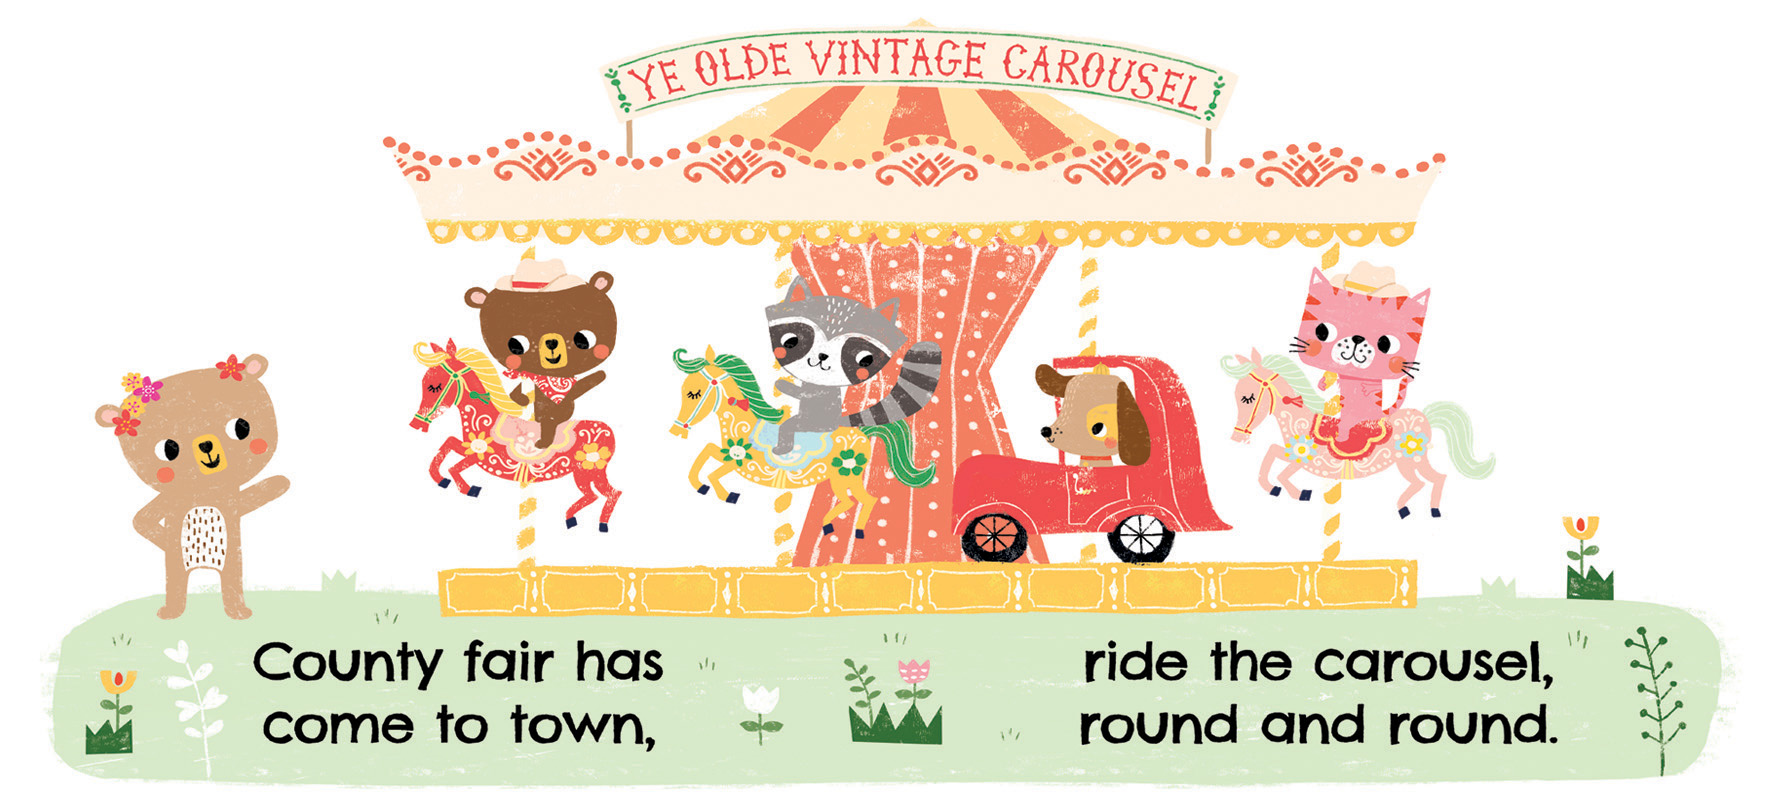 YE OLDE VINTAGE CAROUSEL
County fair has
come to town,
ride the carousel,
round and round.